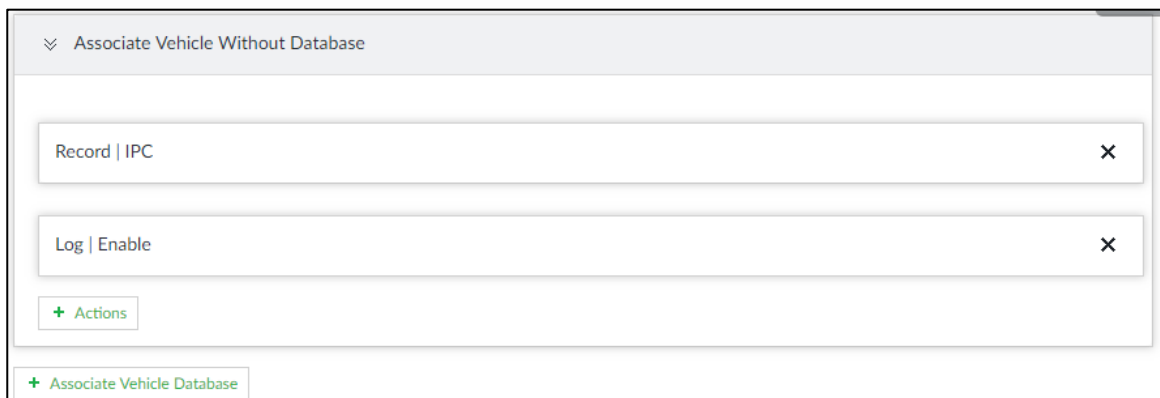 Associate Vehicle Without Database
Record | IPC
Log | Enable
+ Actions
+ Associate Vehicle Database